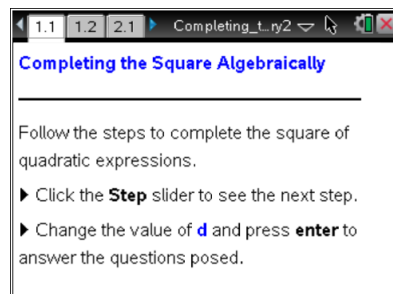 1.1 1.2 2.1 Completing_t…ry2
Completing the Square Algebraically
Follow the steps to complete the square of
quadratic expressions.
▶ Click the Step slider to see the next step.
▶ Change the value of d and press enter to
answer the questions posed.